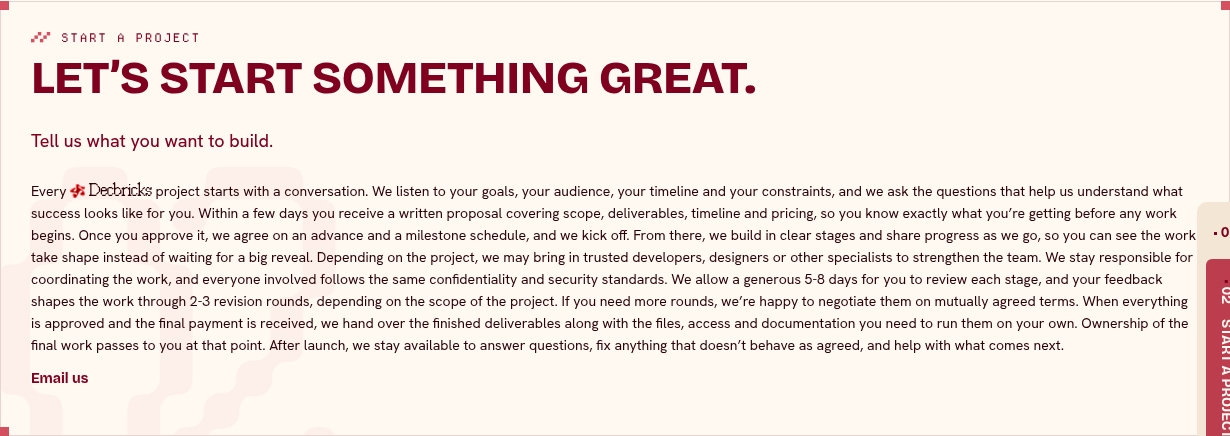 START A PROJECT
LET’S START SOMETHING GREAT.
Tell us what you want to build.
Every Decbricks project starts with a conversation. We listen to your goals, your audience, your timeline and your constraints, and we ask the questions that help us understand what
success looks like for you. Within a few days you receive a written proposal covering scope, deliverables, timeline and pricing, so you know exactly what you’re getting before any work
begins. Once you approve it, we agree on an advance and a milestone schedule, and we kick off. From there, we build in clear stages and share progress as we go, so you can see the work
take shape instead of waiting for a big reveal. Depending on the project, we may bring in trusted developers, designers or other specialists to strengthen the team. We stay responsible for
coordinating the work, and everyone involved follows the same confidentiality and security standards. We allow a generous 5-8 days for you to review each stage, and your feedback
shapes the work through 2-3 revision rounds, depending on the scope of the project. If you need more rounds, we’re happy to negotiate them on mutually agreed terms. When everything
is approved and the final payment is received, we hand over the finished deliverables along with the files, access and documentation you need to run them on your own. Ownership of the
final work passes to you at that point. After launch, we stay available to answer questions, fix anything that doesn’t behave as agreed, and help with what comes next.
Email us
02 START A PROJECT